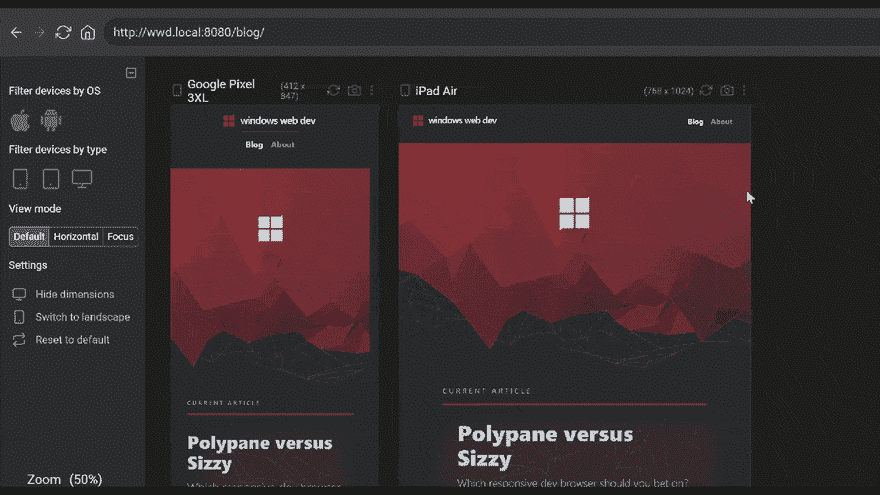 http://wwd.local:8080/blog/
Filter devices by OS
Filter devices by type
View mode
Default Horizontal Focus
Settings
Hide dimensions
Switch to landscape
Reset to default
Zoom (50%)
Google Pixel
3XL
(412 x
847)
windows web dev
Blog About
CURRENT ARTICLE
Polypane versus
Sizzy
Which responsive dev browser
iPad Air
(768 x 1024)
windows web dev
Blog About
CURRENT ARTICLE
Polypane versus
Sizzy
Which responsive dev browser should you bet on?